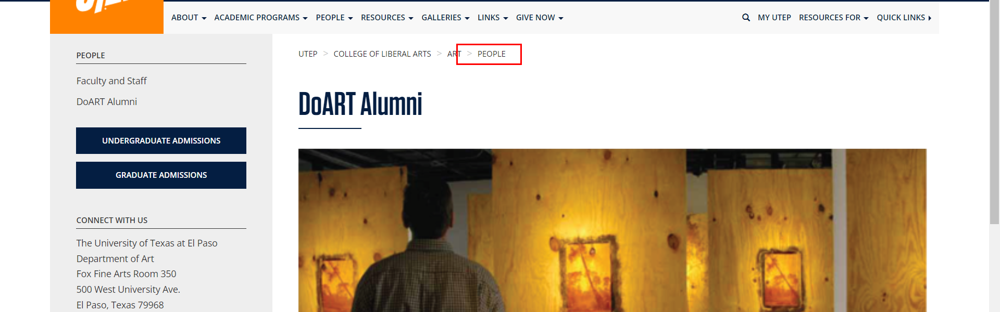 ABOUT ACADEMIC PROGRAMS PEOPLE RESOURCES GALLERIES LINKS GIVE NOW MY UTEP RESOURCES FOR QUICK LINKS
PEOPLE
Faculty and Staff
DoART Alumni
UNDERGRADUATE ADMISSIONS
GRADUATE ADMISSIONS
CONNECT WITH US
The University of Texas at El Paso
Department of Art
Fox Fine Arts Room 350
500 West University Ave.
El Paso, Texas 79968
UTEP > COLLEGE OF LIBERAL ARTS > ART > PEOPLE
DoART Alumni